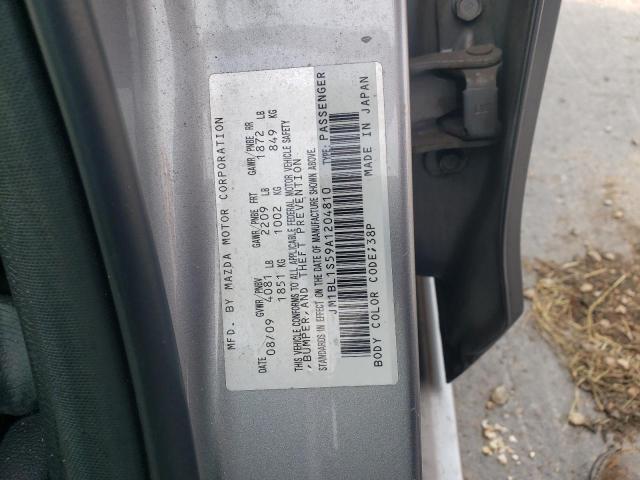 MFD. BY MAZDA MOTOR CORPORATION
DATE GVWR/PNBV GAWR/PNBE FRT GAWR/PNBE RR
08/09 4081 LB 2209 LB 1872 LB
1851 KG 1002 KG 849 KG
THIS VEHICLE CONFORMS TO ALL APPLICABLE FEDERAL MOTOR VEHICLE SAFETY
,BUMPER,AND THEFT PREVENTION
STANDARDS IN EFFECT ON THE DATE OF MANUFACTURE SHOWN ABOVE.
JM1BL1S59A1204810 TYPE: PASSENGER
BODY COLOR CODE;38P MADE IN JAPAN